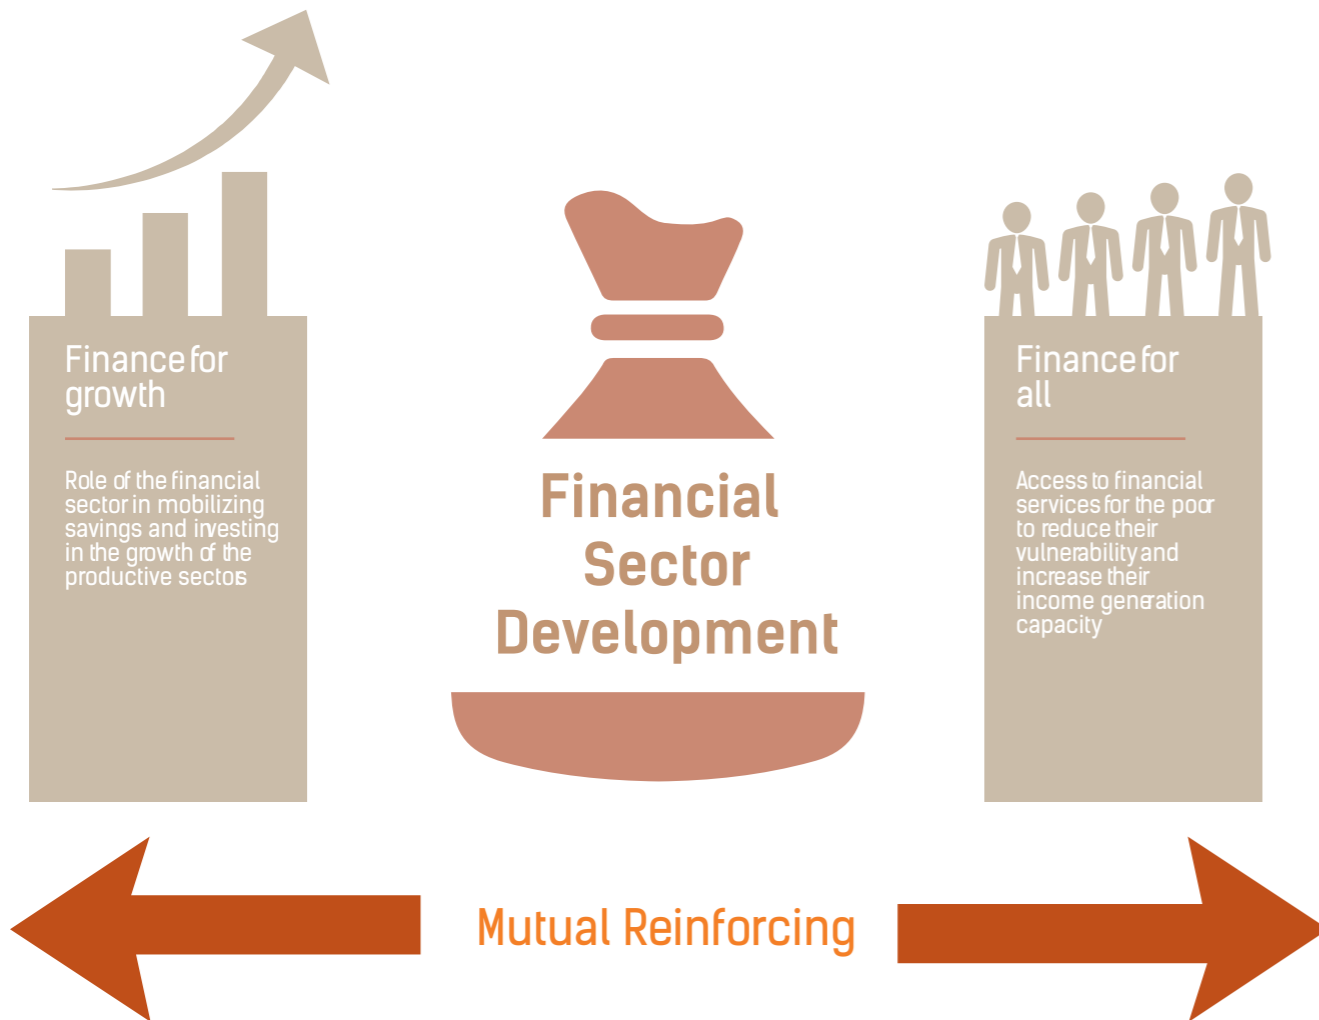 Finance for
growth
Role of the financial
sector in mobilizing
savings and investing
in the growth of the
productive sectors
Financial
Sector
Development
Finance for
all
Access to financial
services for the poor
to reduce their
vulnerability and
increase their
income generation
capacity
Mutual Reinforcing